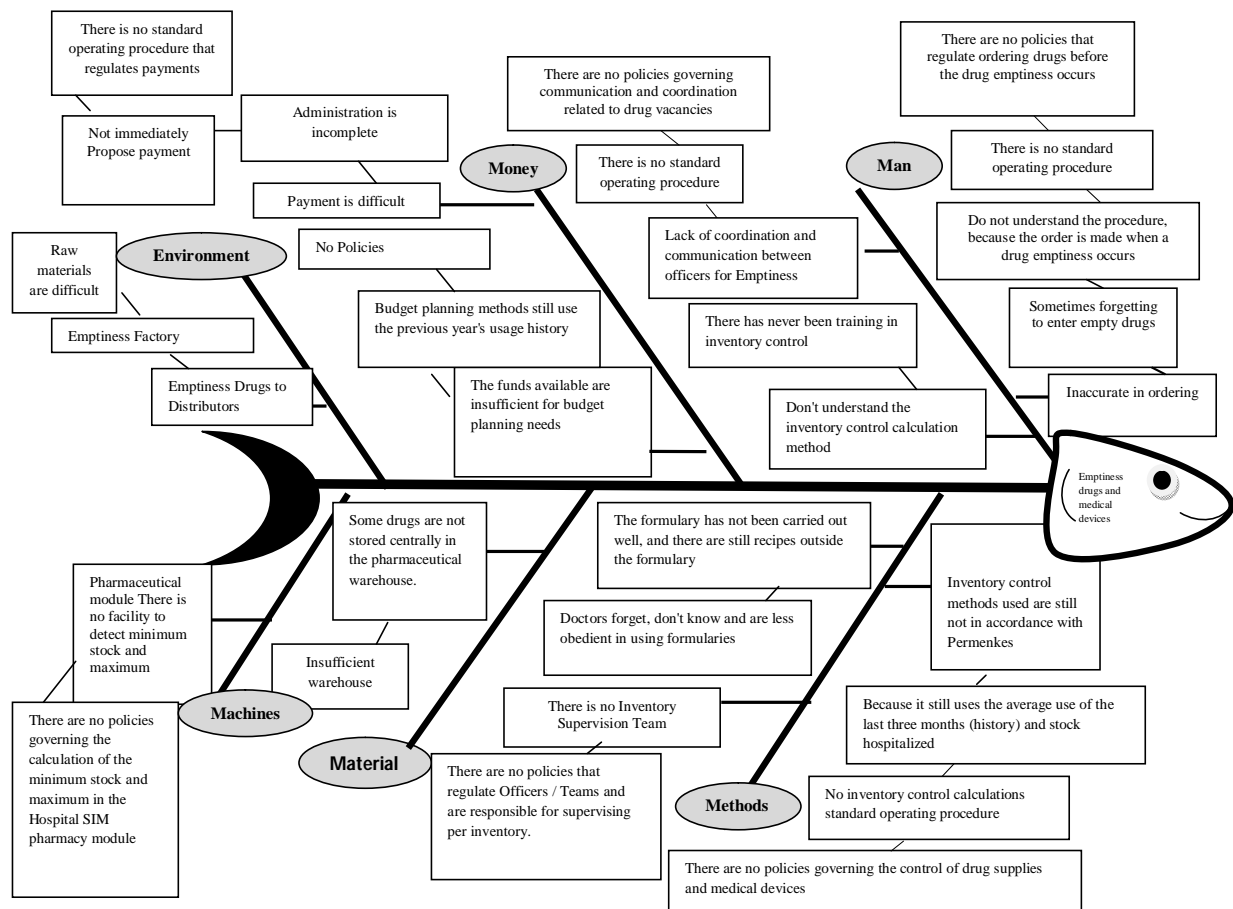 There is no standard
operating procedure that
regulates payments
Not immediately
Propose payment
Administration is
incomplete
Payment is difficult
Money
There are no policies governing
communication and coordination
related to drug vacancies
There is no standard
operating procedure
Lack of coordination and
communication between
officers for Emptiness
There has never been training in
inventory control
Don't understand the
inventory control calculation
method
Man
There are no policies that
regulate ordering drugs before
the drug emptiness occurs
There is no standard
operating procedure
Do not understand the procedure,
because the order is made when a
drug emptiness occurs
Sometimes forgetting
to enter empty drugs
Inaccurate in ordering
Raw
materials
are difficult
Environment
Emptiness Factory
Emptiness Drugs to
Distributors
No Policies
Budget planning methods still use
the previous year's usage history
The funds available are
insufficient for budget
planning needs
Emptiness
drugs and
medical
devices
Pharmaceutical
module There is
no facility to
detect minimum
stock and
maximum
There are no policies
governing the
calculation of the
minimum stock and
maximum in the
Hospital SIM
pharmacy module
Machines
Some drugs are not
stored centrally in
the pharmaceutical
warehouse.
Insufficient
warehouse
Material
The formulary has not been carried out
well, and there are still recipes outside
the formulary
Doctors forget, don't know and are less
obedient in using formularies
There is no Inventory
Supervision Team
There are no policies that
regulate Officers / Teams and
are responsible for supervising
per inventory.
Methods
Inventory control
methods used are still
not in accordance with
Permenkes
Because it still uses the average use of the
last three months (history) and stock
hospitalized
No inventory control calculations
standard operating procedure
There are no policies governing the control of drug supplies
and medical devices